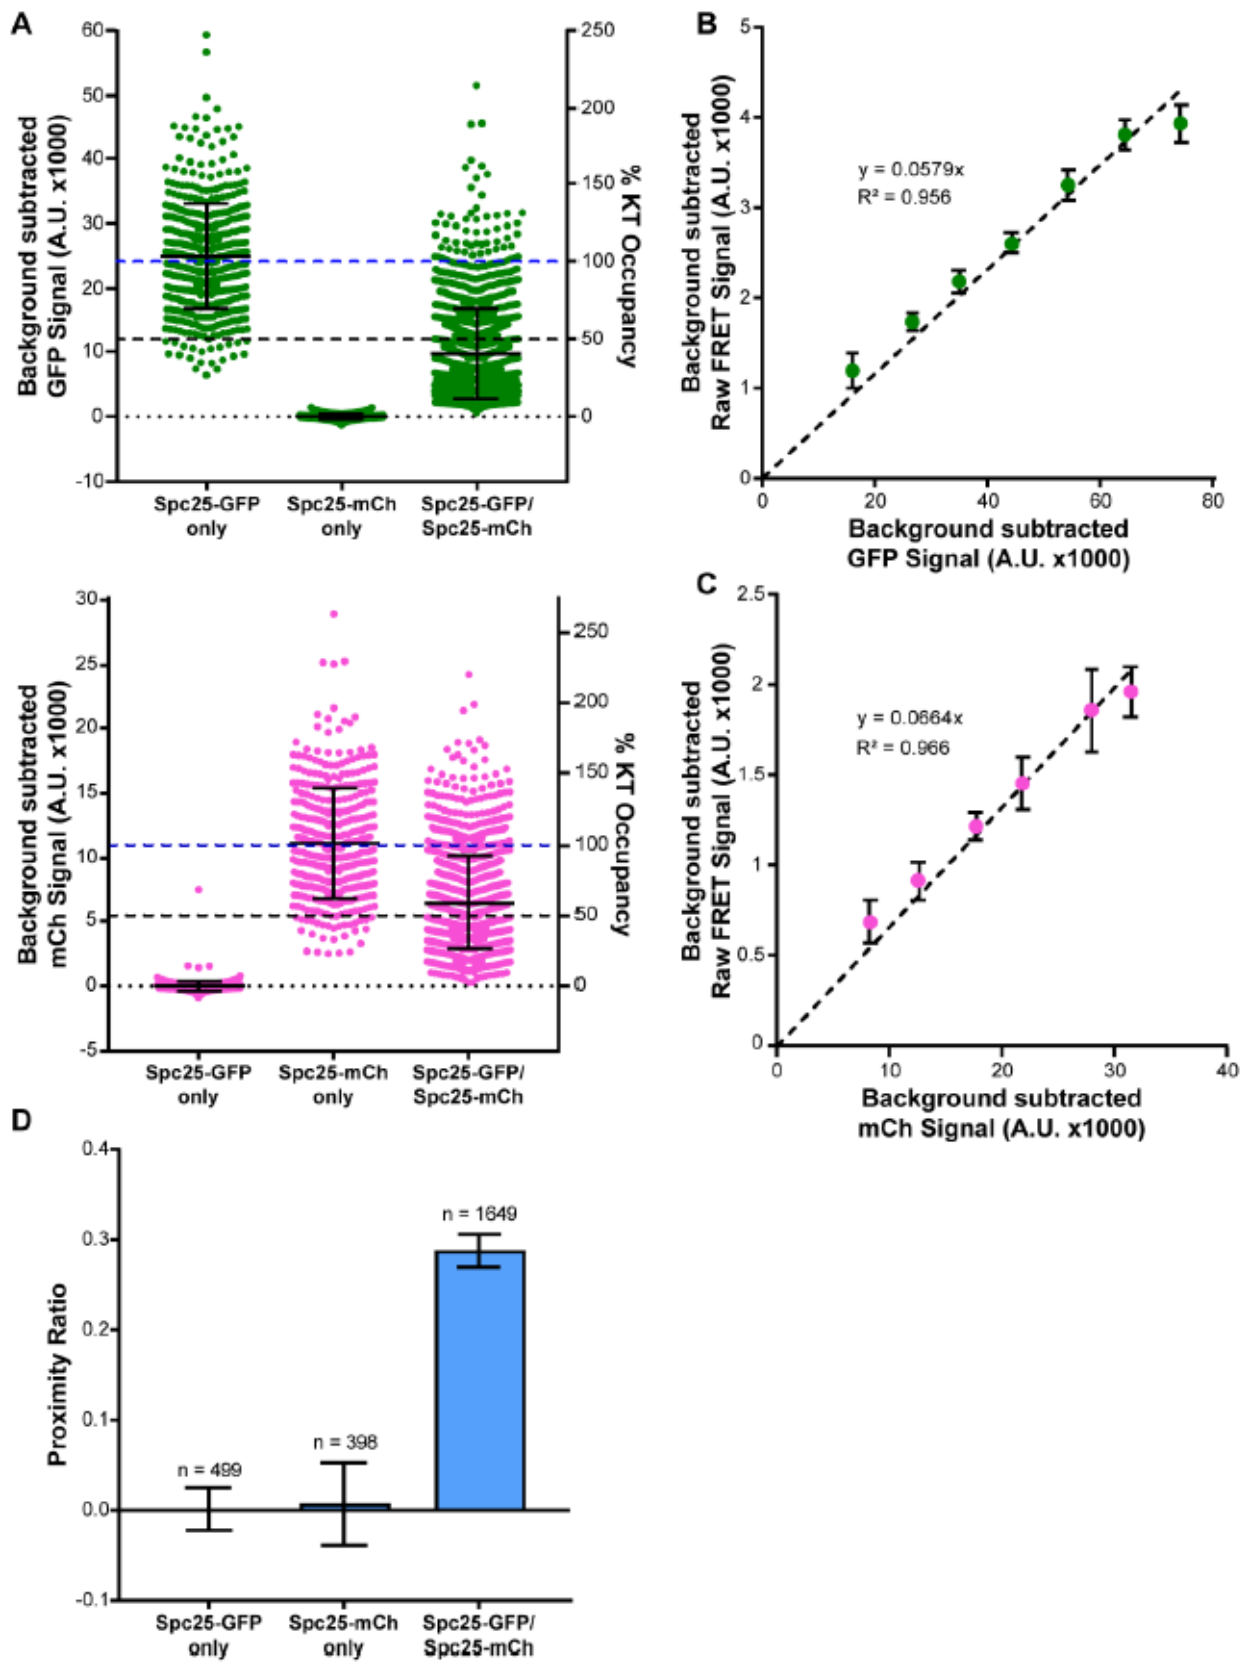 A
Background subtracted
GFP Signal (A.U. x1000)
60
50
40
30
20
10
0
-10
250
200
150
100
50
0
% KT Occupancy
Spc25-GFP
only
Spc25-mCh
only
Spc25-GFP/
Spc25-mCh
B
Background subtracted
Raw FRET Signal (A.U. x1000)
5
4
3
2
1
0
y = 0.0579x
R² = 0.956
0
20
40
60
80
Background subtracted
GFP Signal (A.U. x1000)
Background subtracted
mCh Signal (A.U. x1000)
30
25
20
15
10
5
0
-5
250
200
150
100
50
0
% KT Occupancy
Spc25-GFP
only
Spc25-mCh
only
Spc25-GFP/
Spc25-mCh
C
Background subtracted
Raw FRET Signal (A.U. x1000)
2.5
2
1.5
1
0.5
0
y = 0.0664x
R² = 0.966
0
10
20
30
40
Background subtracted
mCh Signal (A.U. x1000)
D
Proximity Ratio
0.4
0.3
0.2
0.1
0.0
-0.1
n = 499
n = 398
n = 1649
Spc25-GFP
only
Spc25-mCh
only
Spc25-GFP/
Spc25-mCh